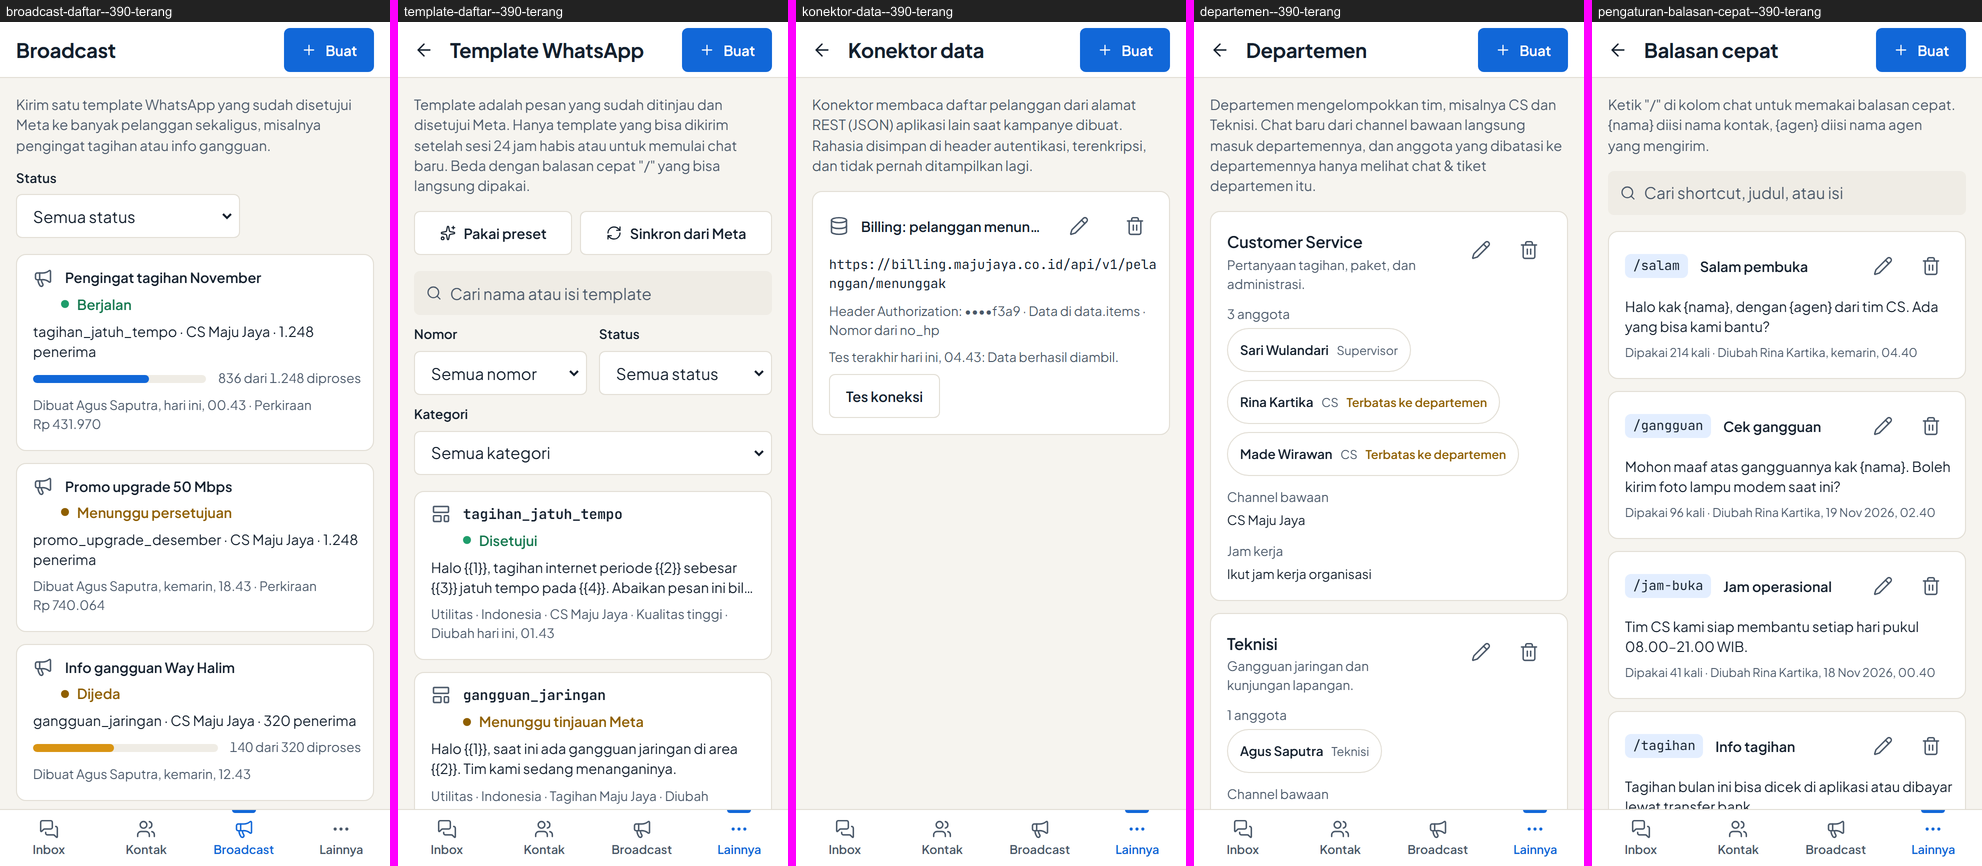 broadcast-daftar--390-terang
Broadcast
+ Buat
Kirim satu template WhatsApp yang sudah disetujui
Meta ke banyak pelanggan sekaligus, misalnya
pengingat tagihan atau info gangguan.
Status
Semua status
Pengingat tagihan November
Berjalan
tagihan_jatuh_tempo · CS Maju Jaya · 1.248
penerima
836 dari 1.248 diproses
Dibuat Agus Saputra, hari ini, 00.43 · Perkiraan
Rp 431.970
Promo upgrade 50 Mbps
Menunggu persetujuan
promo_upgrade_desember · CS Maju Jaya · 1.248
penerima
Dibuat Agus Saputra, kemarin, 18.43 · Perkiraan
Rp 740.064
Info gangguan Way Halim
Dijeda
gangguan_jaringan · CS Maju Jaya · 320 penerima
140 dari 320 diproses
Dibuat Agus Saputra, kemarin, 12.43
Inbox
Kontak
Broadcast
Lainnya
template-daftar--390-terang
Template WhatsApp
+ Buat
Template adalah pesan yang sudah ditinjau dan
disetujui Meta. Hanya template yang bisa dikirim
setelah sesi 24 jam habis atau untuk memulai chat
baru. Beda dengan balasan cepat "/" yang bisa
langsung dipakai.
Pakai preset
Sinkron dari Meta
Cari nama atau isi template
Nomor
Status
Semua nomor
Semua status
Kategori
Semua kategori
tagihan_jatuh_tempo
Disetujui
Halo {{1}}, tagihan internet periode {{2}} sebesar
{{3}} jatuh tempo pada {{4}}. Abaikan pesan ini bil...
Utilitas · Indonesia · CS Maju Jaya · Kualitas tinggi ·
Diubah hari ini, 01.43
gangguan_jaringan
Menunggu tinjauan Meta
Halo {{1}}, saat ini ada gangguan jaringan di area
{{2}}. Tim kami sedang menanganinya.
Utilitas · Indonesia · Tagihan Maju Jaya · Diubah
Inbox
Kontak
Broadcast
Lainnya
konektor-data--390-terang
Konektor data
+ Buat
Konektor membaca daftar pelanggan dari alamat
REST (JSON) aplikasi lain saat kampanye dibuat.
Rahasia disimpan di header autentikasi, terenkripsi,
dan tidak pernah ditampilkan lagi.
Billing: pelanggan menun...
https://billing.majujaya.co.id/api/v1/pela
nggan/menunggak
Header Authorization: ••••f3a9 · Data di data.items ·
Nomor dari no_hp
Tes terakhir hari ini, 04.43: Data berhasil diambil.
Tes koneksi
Inbox
Kontak
Broadcast
Lainnya
departemen--390-terang
Departemen
+ Buat
Departemen mengelompokkan tim, misalnya CS dan
Teknisi. Chat baru dari channel bawaan langsung
masuk departemennya, dan anggota yang dibatasi ke
departemennya hanya melihat chat & tiket
departemen itu.
Customer Service
Pertanyaan tagihan, paket, dan
administrasi.
3 anggota
Sari Wulandari Supervisor
Rina Kartika CS Terbatas ke departemen
Made Wirawan CS Terbatas ke departemen
Channel bawaan
CS Maju Jaya
Jam kerja
Ikut jam kerja organisasi
Teknisi
Gangguan jaringan dan
kunjungan lapangan.
1 anggota
Agus Saputra Teknisi
Channel bawaan
Inbox
Kontak
Broadcast
Lainnya
pengaturan-balasan-cepat--390-terang
Balasan cepat
+ Buat
Ketik "/" di kolom chat untuk memakai balasan cepat.
{nama} diisi nama kontak, {agen} diisi nama agen
yang mengirim.
Cari shortcut, judul, atau isi
/salam Salam pembuka
Halo kak {nama}, dengan {agen} dari tim CS. Ada
yang bisa kami bantu?
Dipakai 214 kali · Diubah Rina Kartika, kemarin, 04.40
/gangguan Cek gangguan
Mohon maaf atas gangguannya kak {nama}. Boleh
kirim foto lampu modem saat ini?
Dipakai 96 kali · Diubah Rina Kartika, 19 Nov 2026, 02.40
/jam-buka Jam operasional
Tim CS kami siap membantu setiap hari pukul
08.00–21.00 WIB.
Dipakai 41 kali · Diubah Rina Kartika, 18 Nov 2026, 00.40
/tagihan Info tagihan
Tagihan bulan ini bisa dicek di aplikasi atau dibayar
lewat transfer bank.
Inbox
Kontak
Broadcast
Lainnya